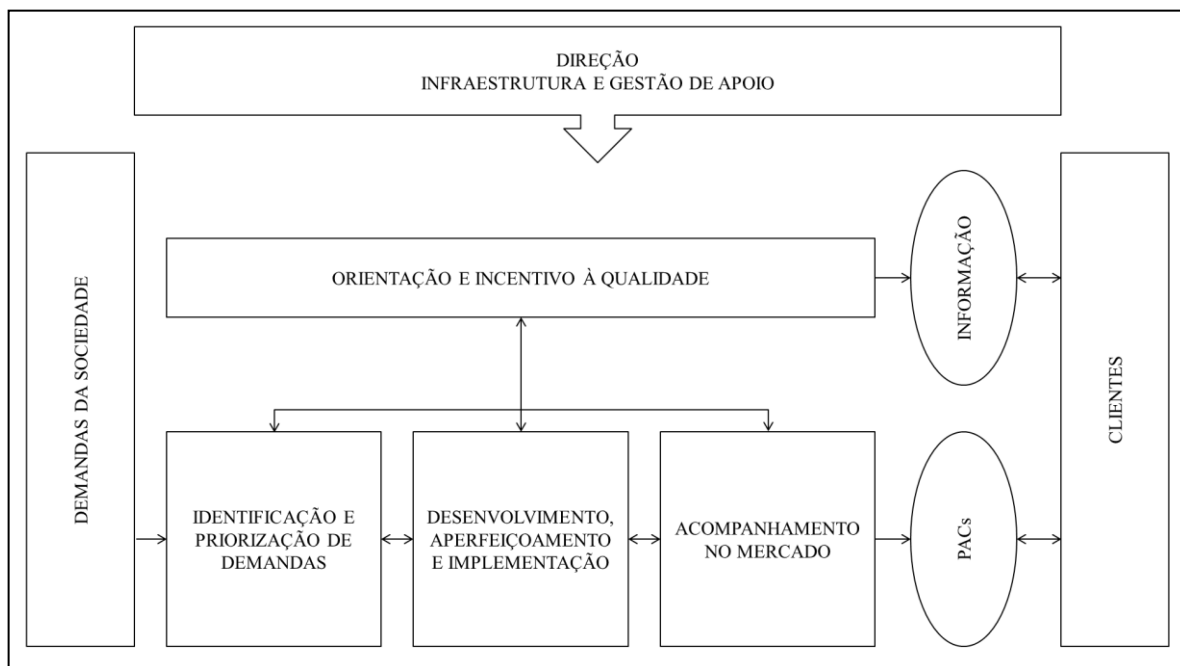 DIREÇÃO
INFRAESTRUTURA E GESTÃO DE APOIO
DEMANDAS DA SOCIEDADE
ORIENTAÇÃO E INCENTIVO À QUALIDADE
INFORMAÇÃO
CLIENTES
IDENTIFICAÇÃO E
PRIORIZAÇÃO DE
DEMANDAS
DESENVOLVIMENTO,
APERFEIÇOAMENTO
E IMPLEMENTAÇÃO
ACOMPANHAMENTO
NO MERCADO
PACs